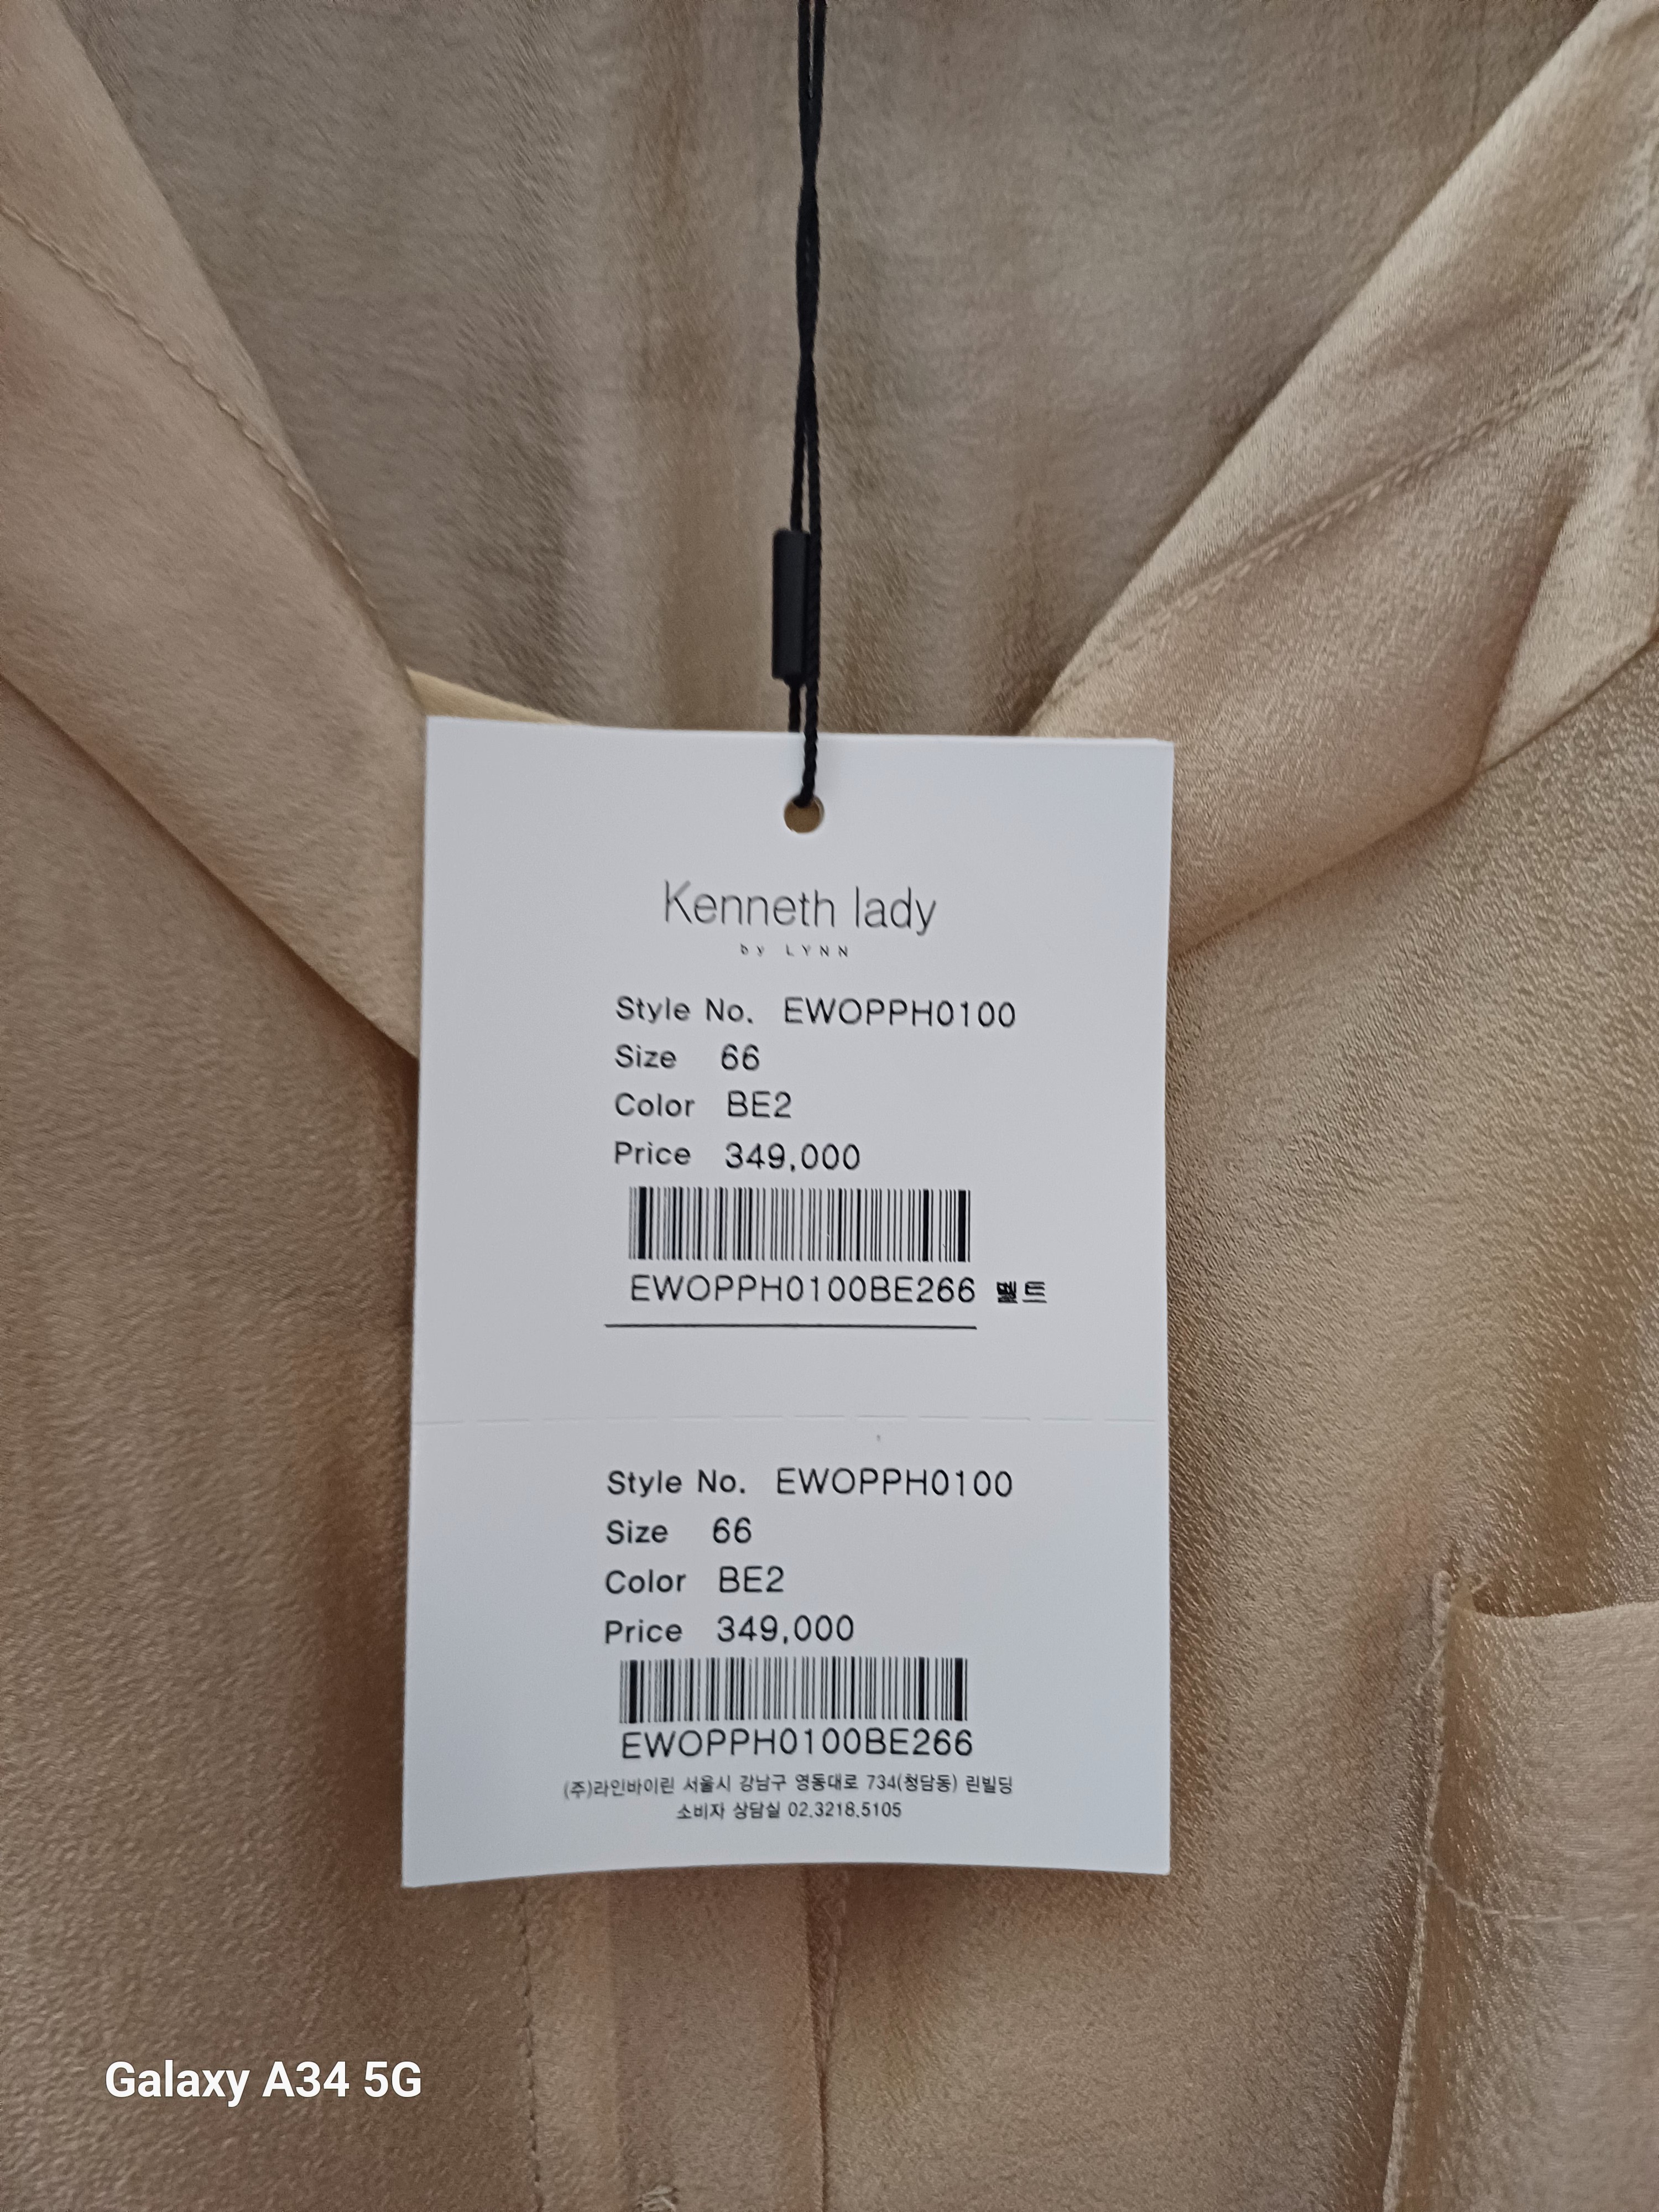 Kenneth lady
by LYNN
Style No. EWOPPH0100
Size 66
Color BE2
Price 349,000
EWOPPH0100BE266 벨트
Style No. EWOPPH0100
Size 66
Color BE2
Price 349,000
EWOPPH0100BE266
(주)라인바이린 서울시 강남구 영동대로 734(청담동) 린빌딩
소비자 상담실 02.3218.5105
Galaxy A34 5G